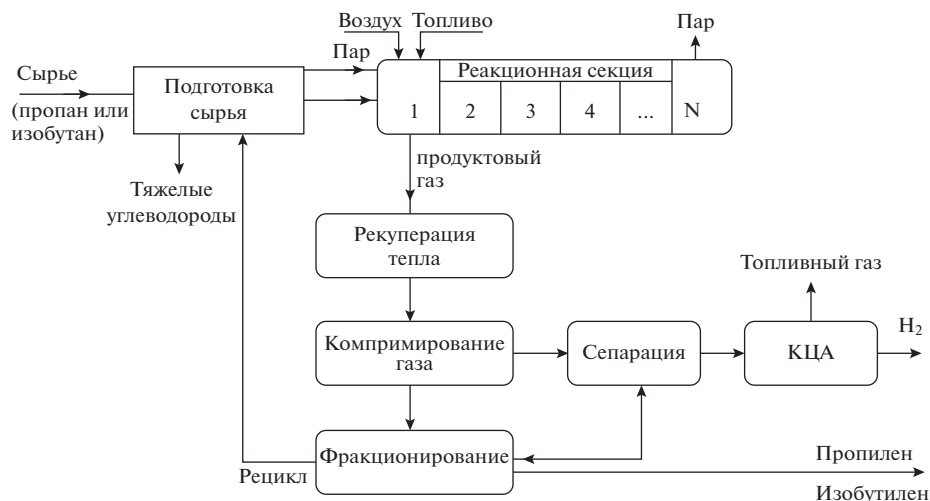 Воздух Топливо
Пар
Пар
Сырье
(пропан или
изобутан)
Подготовка
сырья
Реакционная секция
1 2 3 4 ... N
Тяжелые
углеводороды
продуктовый
газ
Рекуперация
тепла
Топливный газ
Компримирование
газа
Сепарация
КЦА
H₂
Фракционирование
Рецикл
Пропилен
Изобутилен